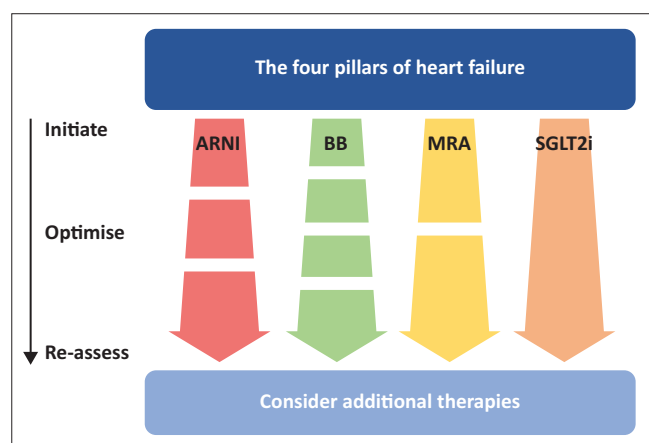 The four pillars of heart failure
Initiate
ARNI
BB
MRA
SGLT2i
Optimise
Re-assess
Consider additional therapies